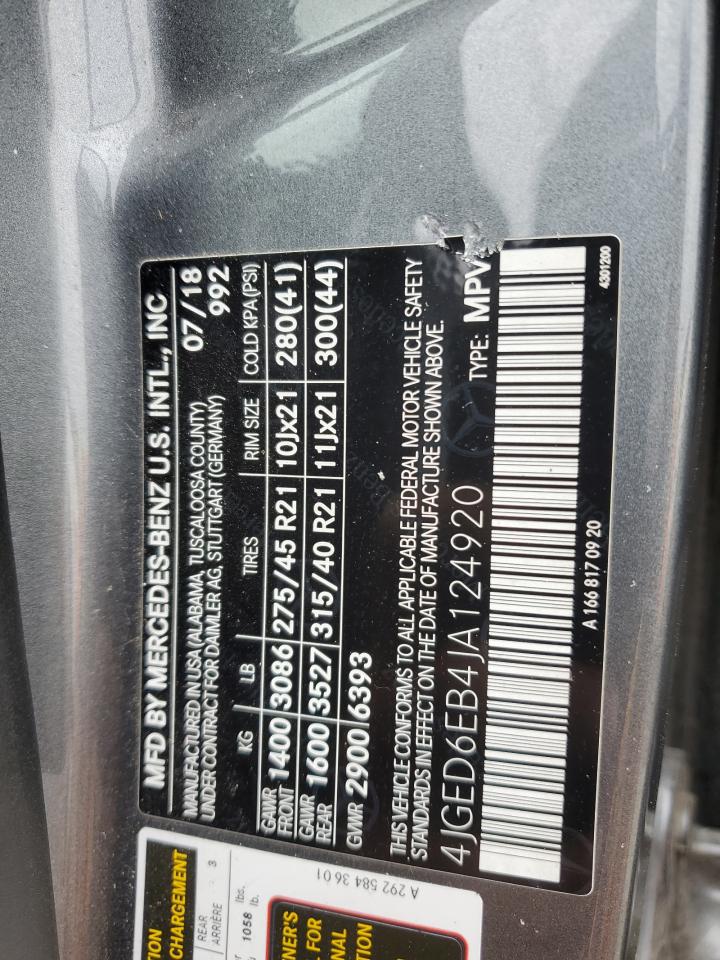 MFD BY MERCEDES-BENZ U.S. INTL., INC
MANUFACTURED IN USA (ALABAMA, TUSCALOOSA COUNTY) 07/18
UNDER CONTRACT FOR DAIMLER AG, STUTTGART (GERMANY) 992
KG LB TIRES RIM SIZE COLD KPA (PSI)
GAWR
FRONT 1400 3086 275/45 R21 10Jx21 280(41)
GAWR
REAR 1600 3527 315/40 R21 11Jx21 300(44)
GVWR 2900 6393
THIS VEHICLE CONFORMS TO ALL APPLICABLE FEDERAL MOTOR VEHICLE SAFETY
STANDARDS IN EFFECT ON THE DATE OF MANUFACTURE SHOWN ABOVE.
4JGED6EB4JA124920 TYPE: MPV
A 166 817 09 20
4301200
CHARGEMENT
REAR
ARRIÈRE 3
1058 lbs.
lb.
A 292 584 36 01